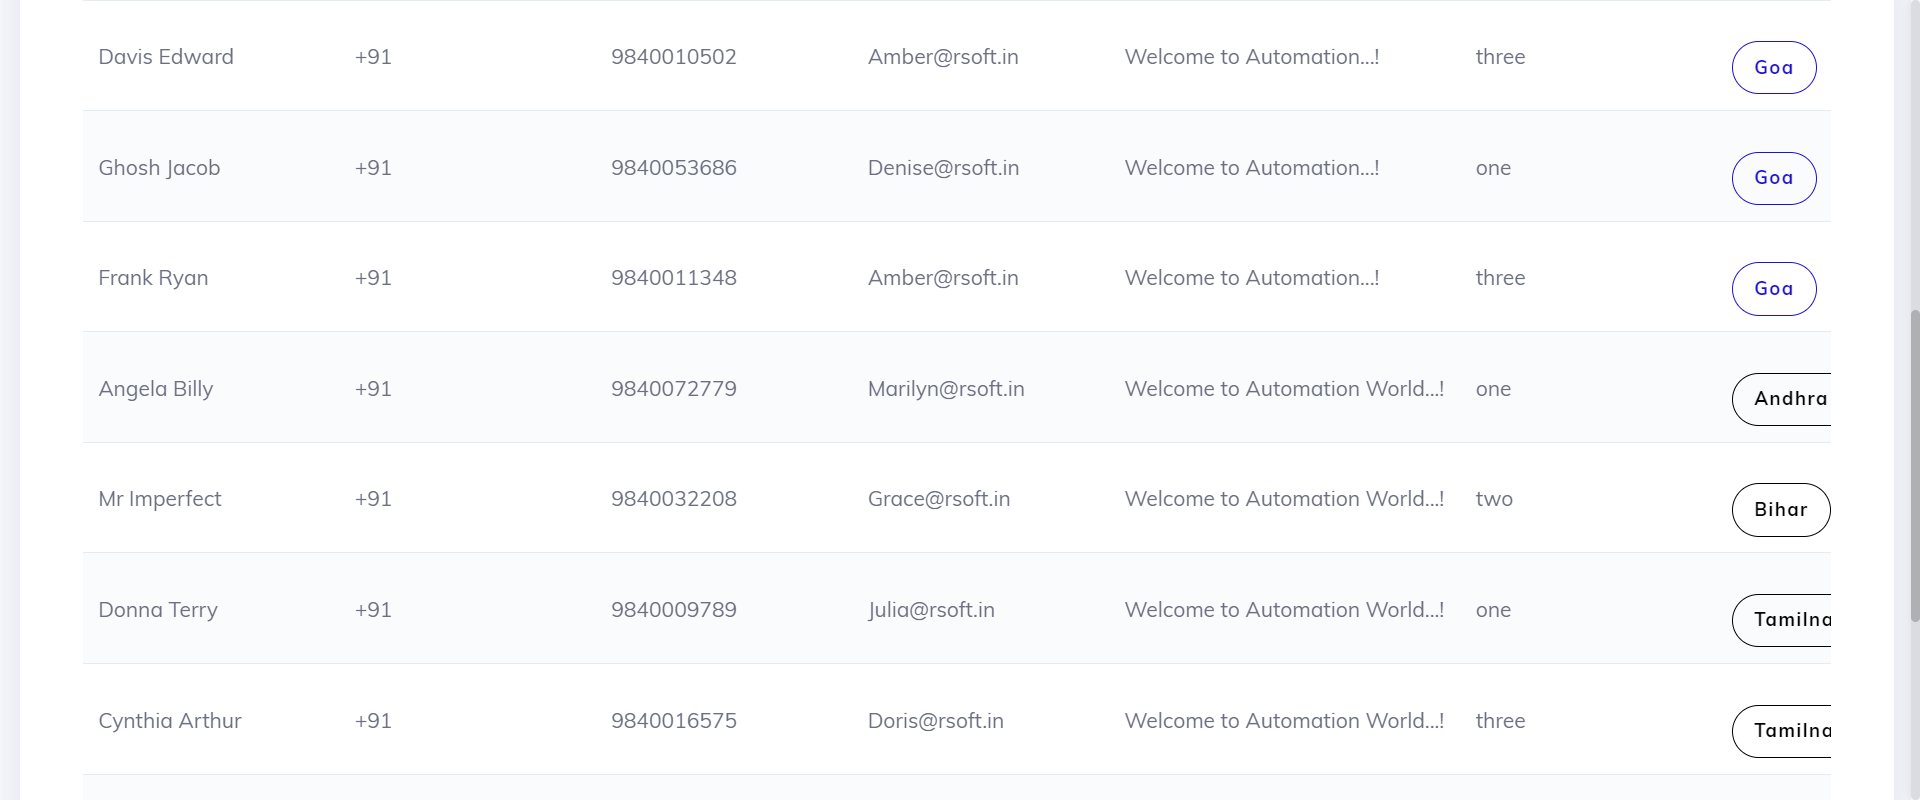 Davis Edward +91 9840010502 Amber@rsoft.in Welcome to Automation...! three Goa
Ghosh Jacob +91 9840053686 Denise@rsoft.in Welcome to Automation...! one Goa
Frank Ryan +91 9840011348 Amber@rsoft.in Welcome to Automation...! three Goa
Angela Billy +91 9840072779 Marilyn@rsoft.in Welcome to Automation World...! one Andhra
Mr Imperfect +91 9840032208 Grace@rsoft.in Welcome to Automation World...! two Bihar
Donna Terry +91 9840009789 Julia@rsoft.in Welcome to Automation World...! one Tamilna
Cynthia Arthur +91 9840016575 Doris@rsoft.in Welcome to Automation World...! three Tamilna